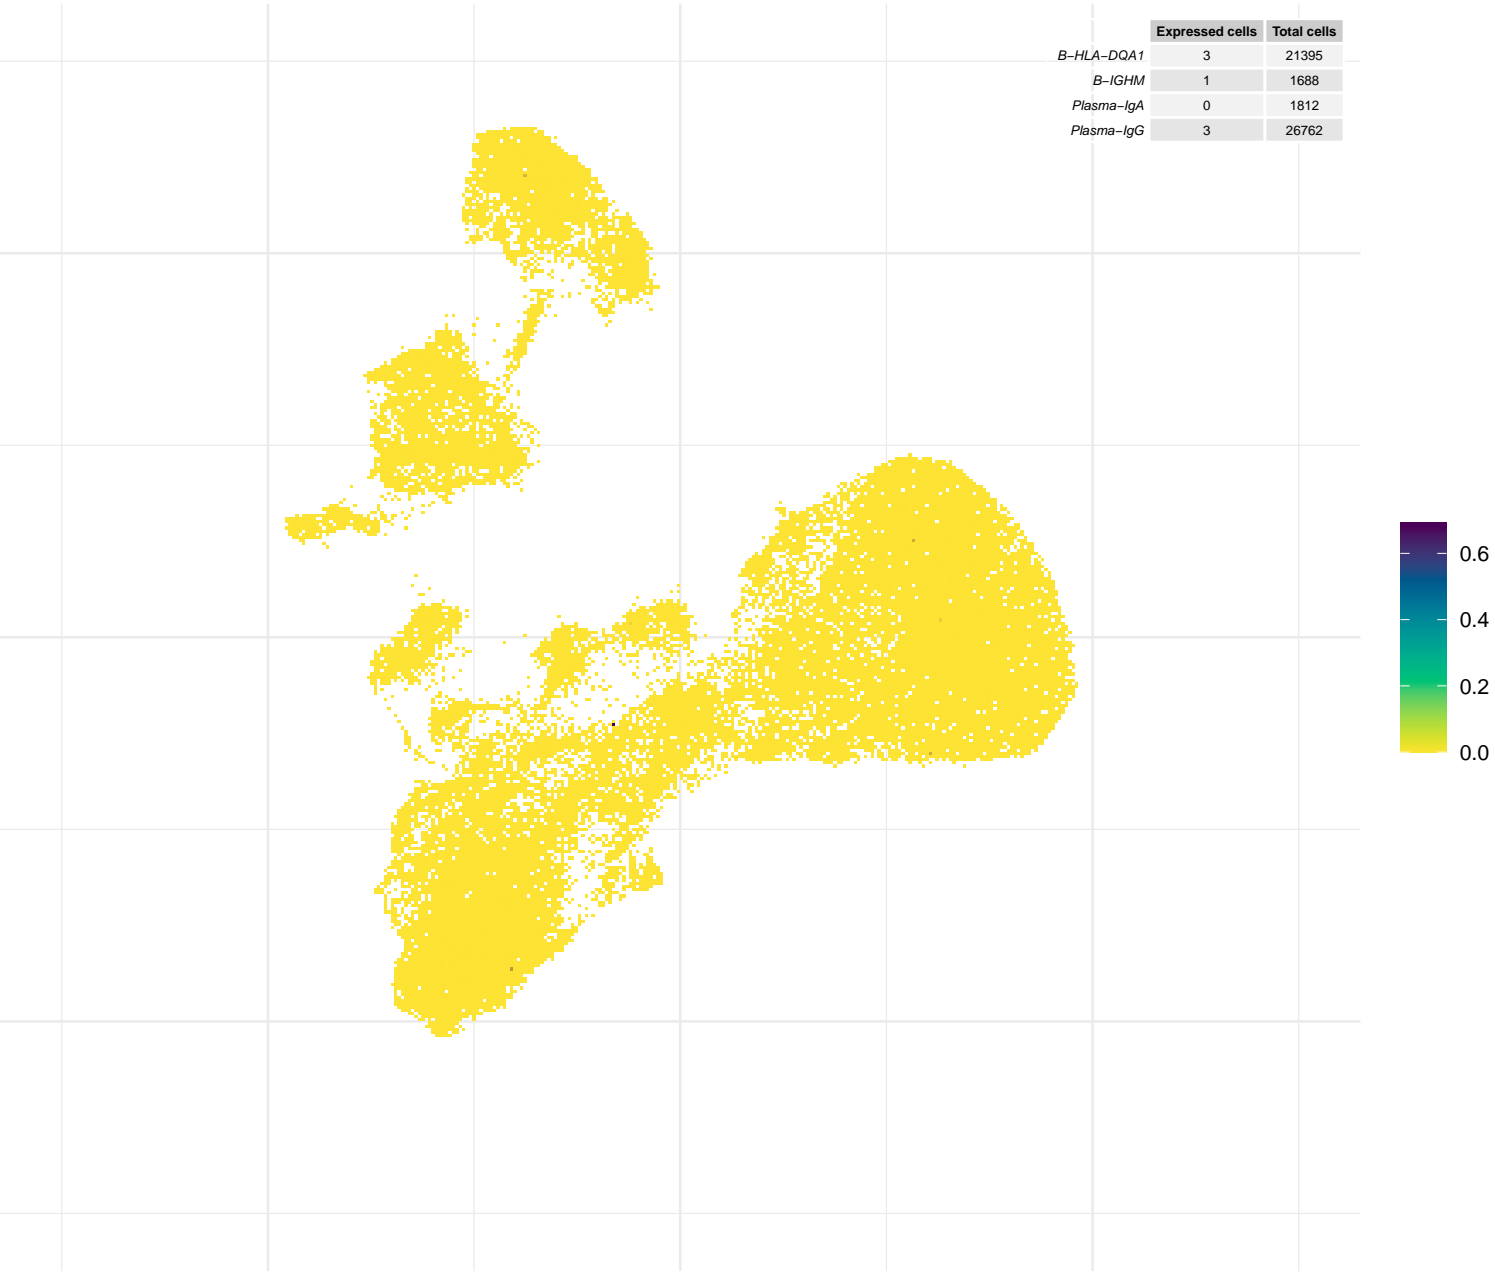 Expressed cells Total cells
B−HLA−DQA1 3 21395
B−IGHM 1 1688
Plasma−IgA 0 1812
Plasma−IgG 3 26762
0.6
0.4
0.2
0.0